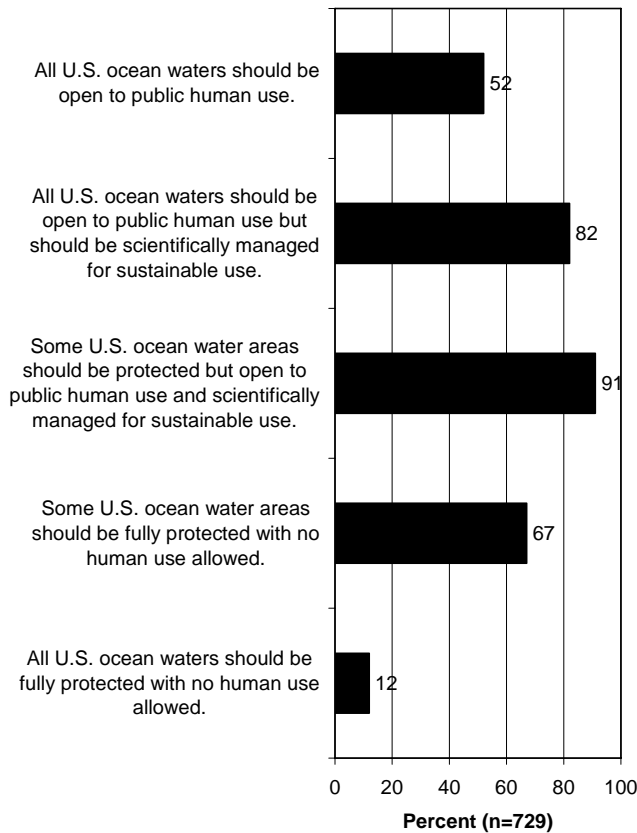 All U.S. ocean waters should be
open to public human use.
52
All U.S. ocean waters should be
open to public human use but
should be scientifically managed
for sustainable use.
82
Some U.S. ocean water areas
should be protected but open to
public human use and scientifically
managed for sustainable use.
91
Some U.S. ocean water areas
should be fully protected with no
human use allowed.
67
All U.S. ocean waters should be
fully protected with no human use
allowed.
12
0 20 40 60 80 100
Percent (n=729)